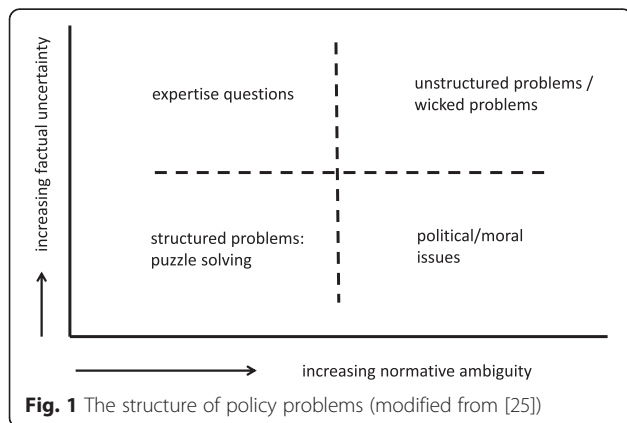 increasing factual uncertainty
expertise questions
unstructured problems /
wicked problems
structured problems:
puzzle solving
political/moral
issues
increasing normative ambiguity
Fig. 1 The structure of policy problems (modified from [25])